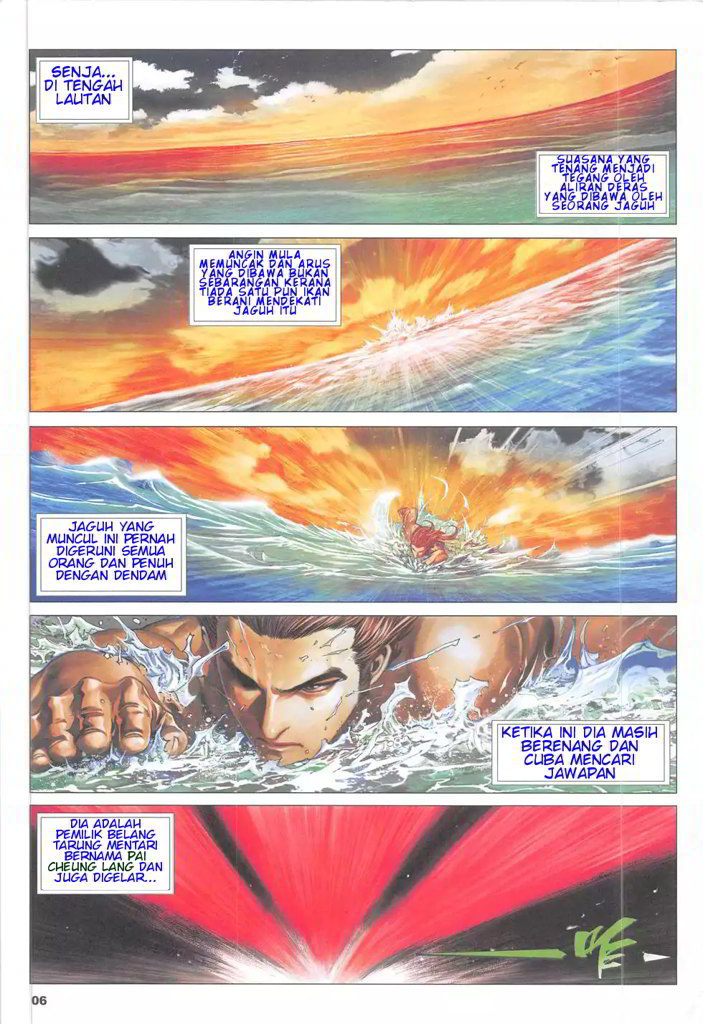 SENJA...
DI TENGAH
LAUTAN
SUASANA YANG
TENANG MENJADI
TEGANG OLEH
ALIRAN DERAS
YANG DIBAWA OLEH
SEORANG JAGUH
ANGIN MULA
MEMUNCAK DAN ARUS
YANG DIBAWA BUKAN
SEBARANGAN KERANA
TIADA SATU PUN IKAN
BERANI MENDEKATI
JAGUH ITU
JAGUH YANG
MUNCUL INI PERNAH
DIGERUNI SEMUA
ORANG DAN PENUH
DENGAN DENDAM
KETIKA INI DIA MASIH
BERENANG DAN
CUBA MENCARI
JAWAPAN
DIA ADALAH
PEMILIK BELANG
TARUNG MENTARI
BERNAMA PAI
CHEUNG LANG DAN
JUGA DIGELAR...
06